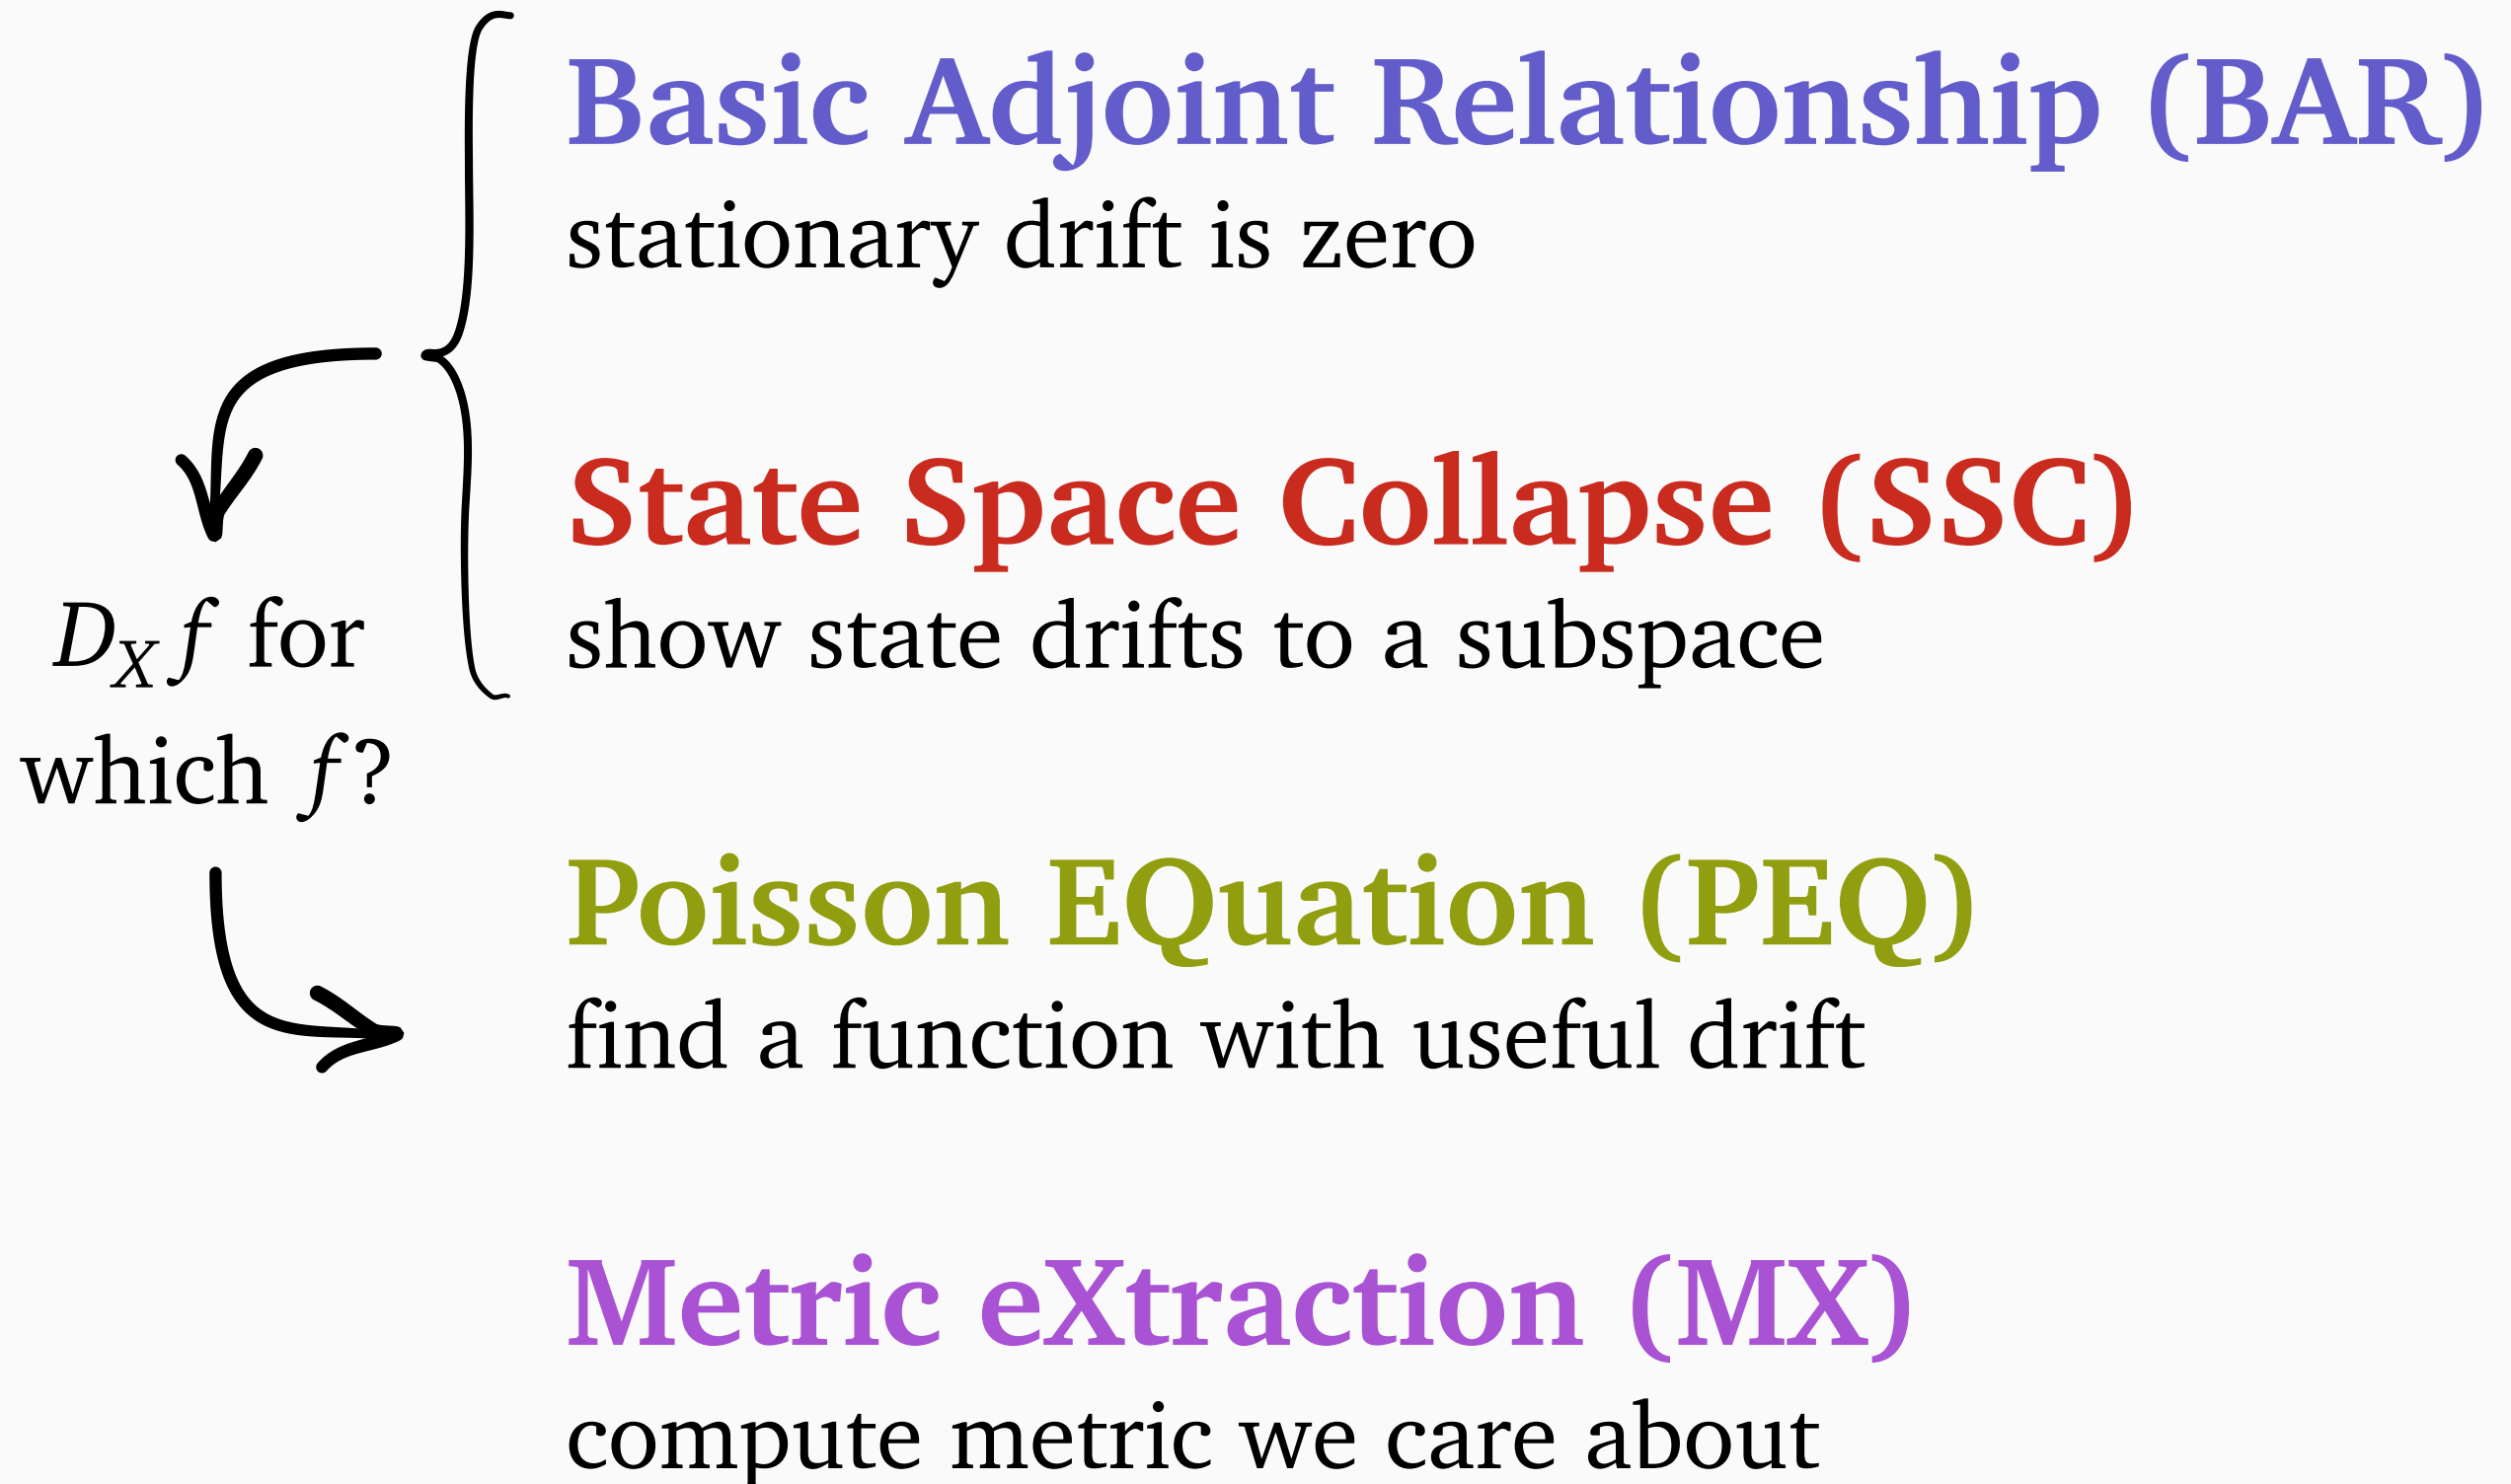 Basic Adjoint Relationship (BAR)
stationary drift is zero
State Space Collapse (SSC)
show state drifts to a subspace
D_X f for
which f?
Poisson EQuation (PEQ)
find a function with useful drift
Metric eXtraction (MX)
compute metric we care about